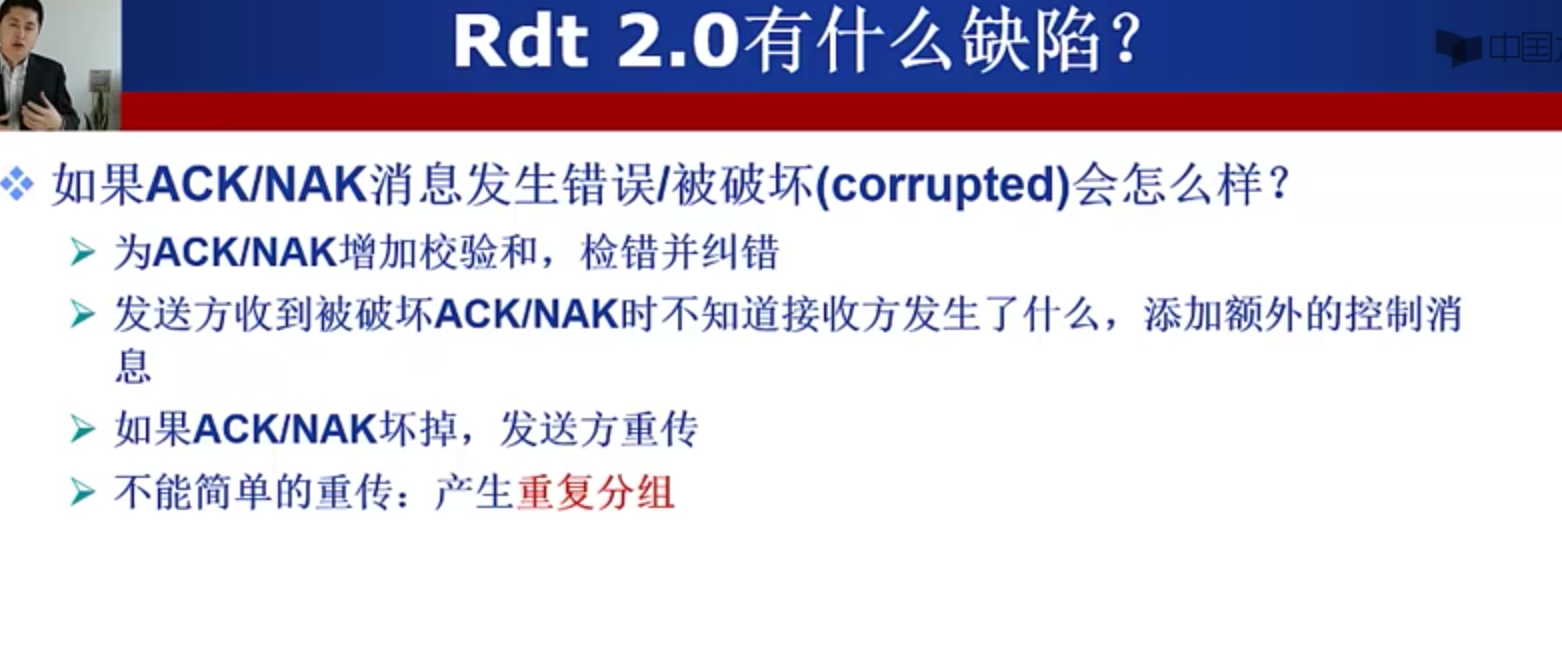 Rdt 2.0有什么缺陷？
中国
如果ACK/NAK消息发生错误/被破坏(corrupted)会怎么样？
为ACK/NAK增加校验和，检错并纠错
发送方收到被破坏ACK/NAK时不知道接收方发生了什么，添加额外的控制消
息
如果ACK/NAK坏掉，发送方重传
不能简单的重传：产生重复分组